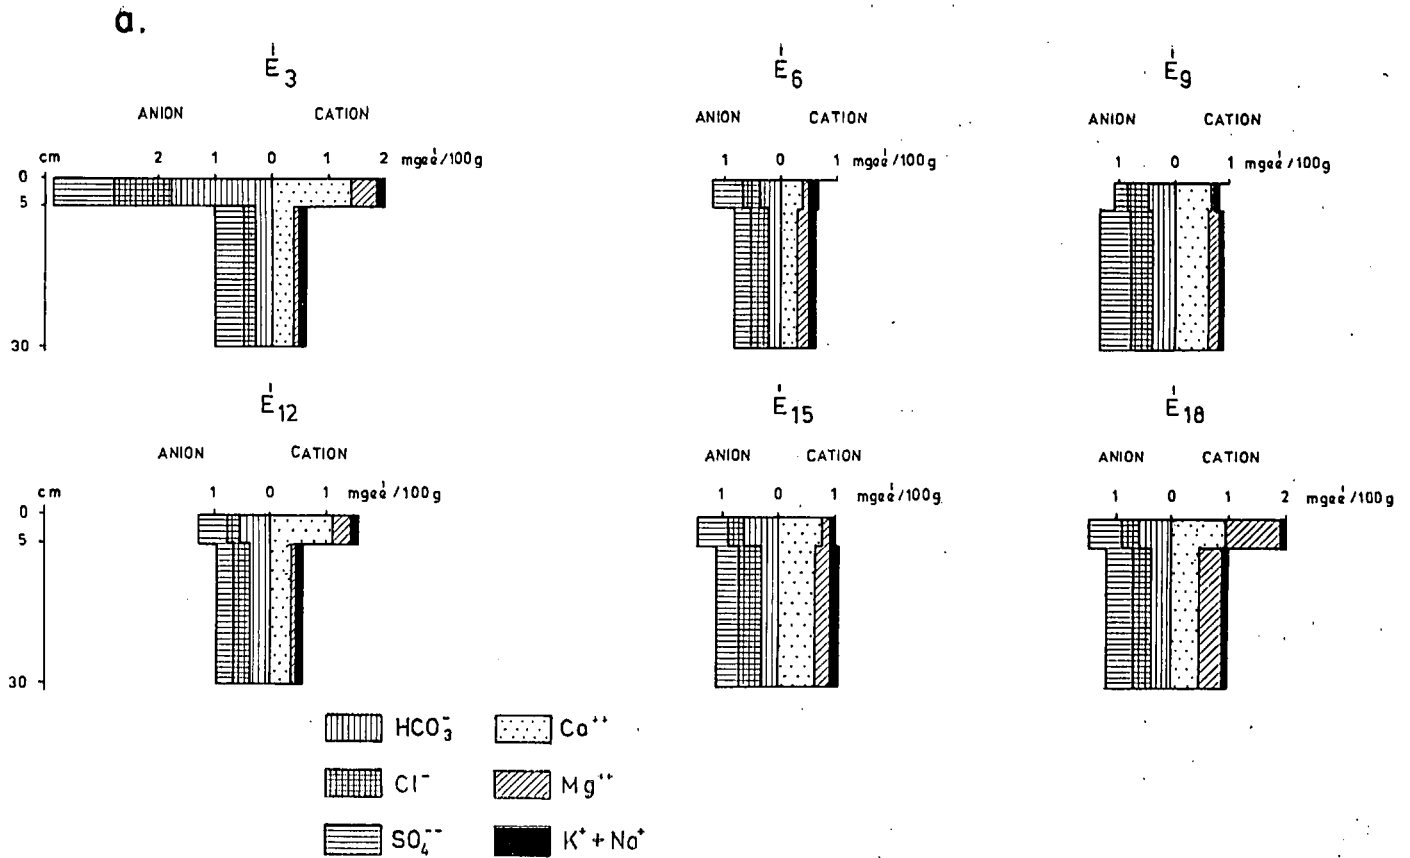 a.
E3
E6
E9
ANION CATION
ANION CATION
ANION CATION
cm 2 1 0 1 2 mgeé/100g
1 0 1 mgeé/100g
1 0 1 mgeé/100g
0
5
30
E12
E15
E18
ANION CATION
ANION CATION
ANION CATION
cm 1 0 1 mgeé/100g
1 0 1 mgeé/100g
1 0 1 2 mgeé/100g
0
5
30
HCO3- Ca++
Cl- Mg++
SO4-- K+ + Na+